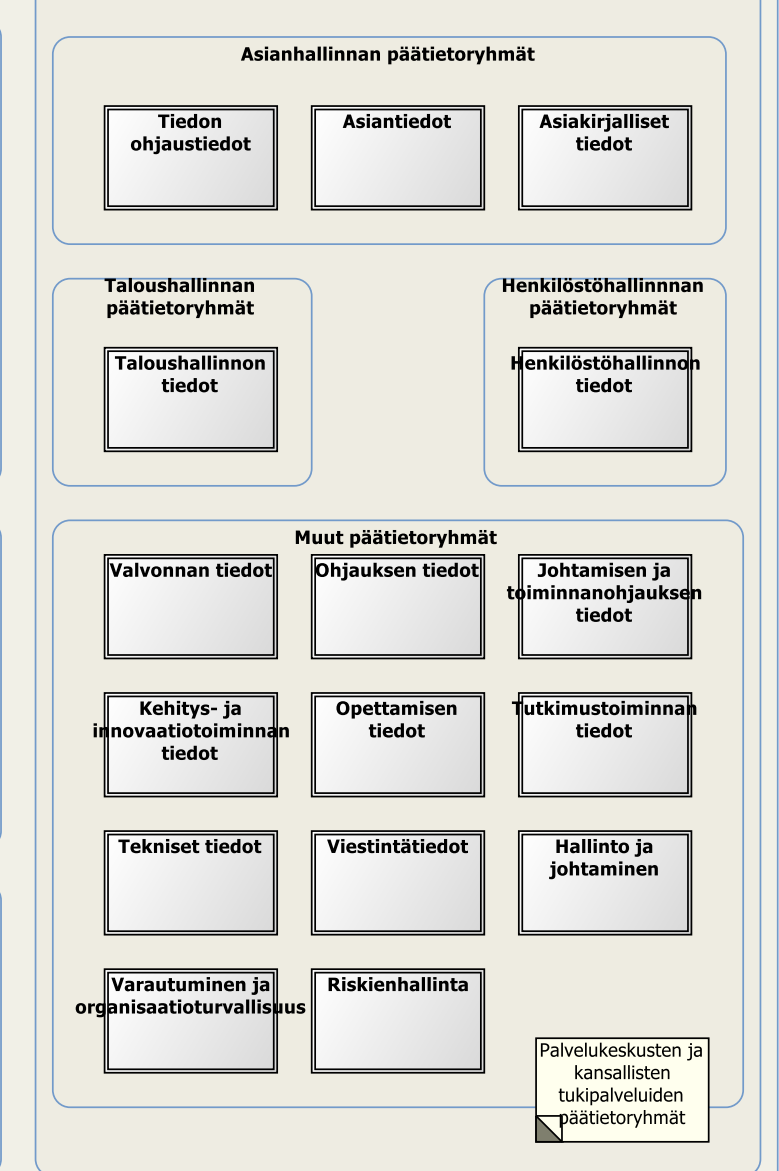 Asianhallinnan päätietoryhmät
Tiedon
ohjaustiedot
Asiantiedot
Asiakirjalliset
tiedot
Taloushallinnan
päätietoryhmät
Taloushallinnon
tiedot
Henkilöstöhallinnnan
päätietoryhmät
Henkilöstöhallinnon
tiedot
Muut päätietoryhmät
Valvonnan tiedot
Ohjauksen tiedot
Johtamisen ja
toiminnanohjauksen
tiedot
Kehitys- ja
innovaatiotoiminnan
tiedot
Opettamisen
tiedot
Tutkimustoiminnan
tiedot
Tekniset tiedot
Viestintätiedot
Hallinto ja
johtaminen
Varautuminen ja
organisaatioturvallisuus
Riskienhallinta
Palvelukeskusten ja
kansallisten
tukipalveluiden
päätietoryhmät